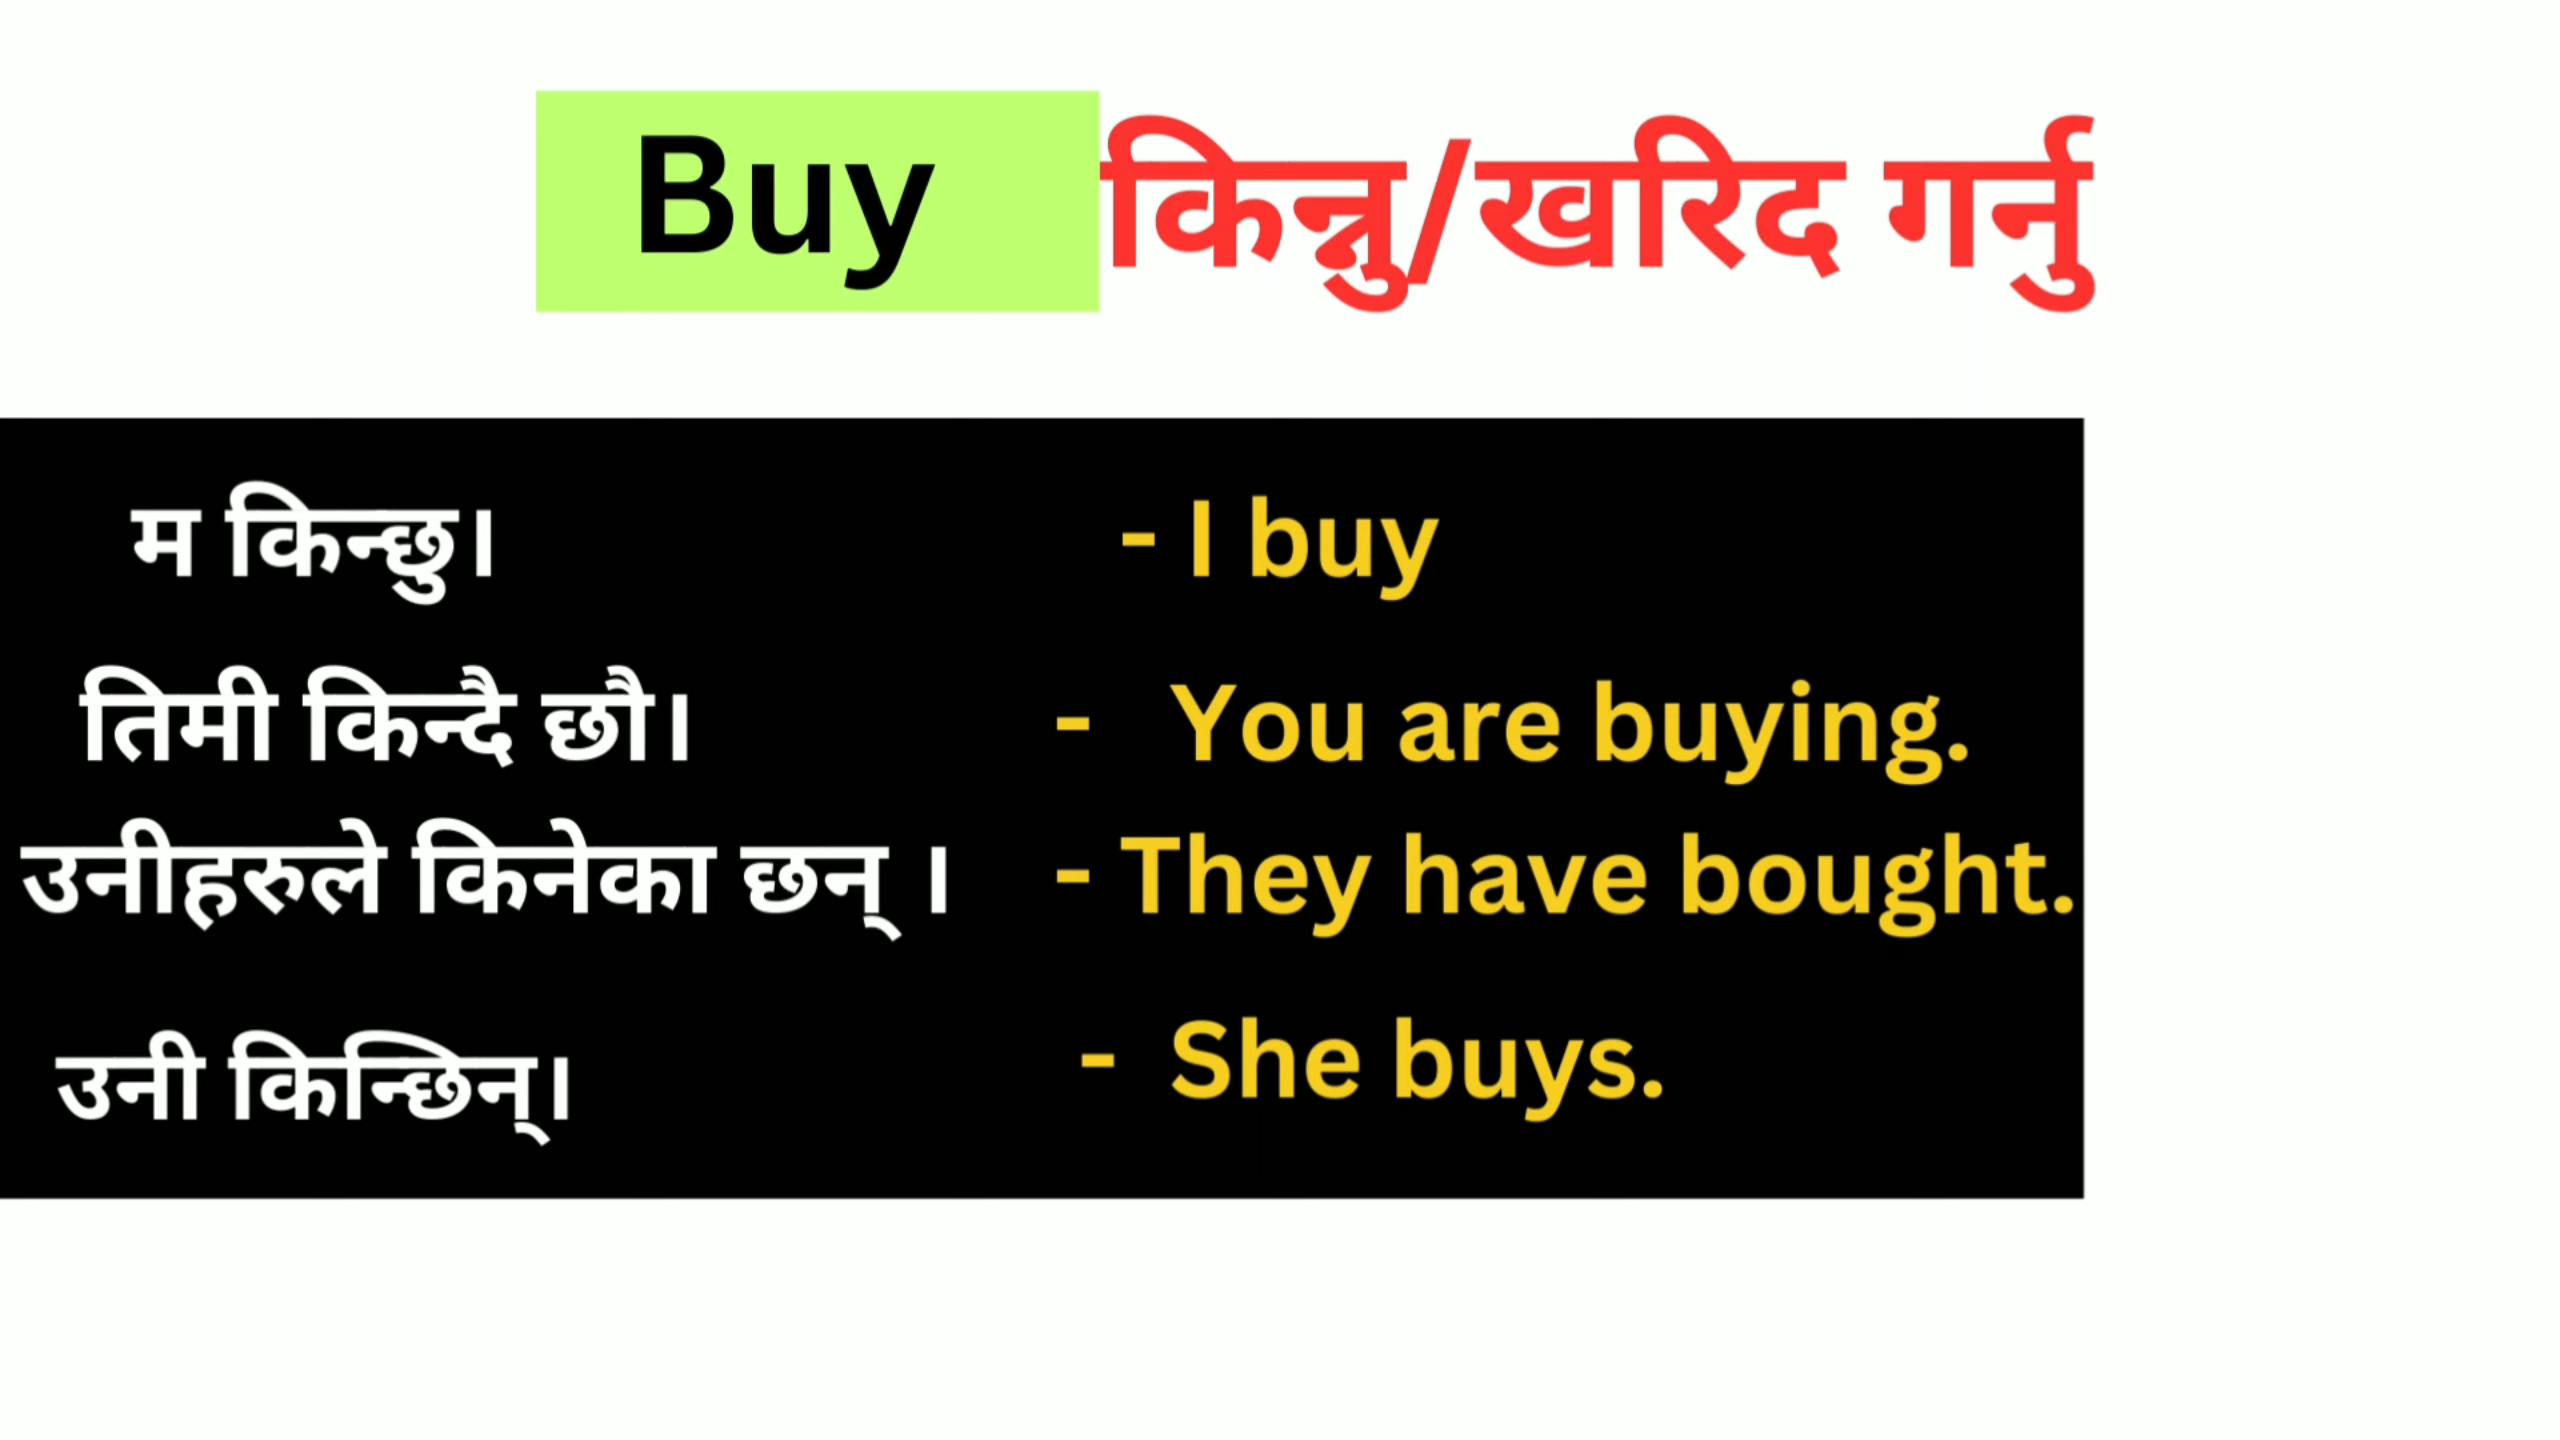 Buy किन्नु/खरिद गर्नु
म किन्छु। - I buy
तिमी किन्दै छौ। - You are buying.
उनीहरुले किनेका छन् । - They have bought.
उनी किन्छिन्। - She buys.